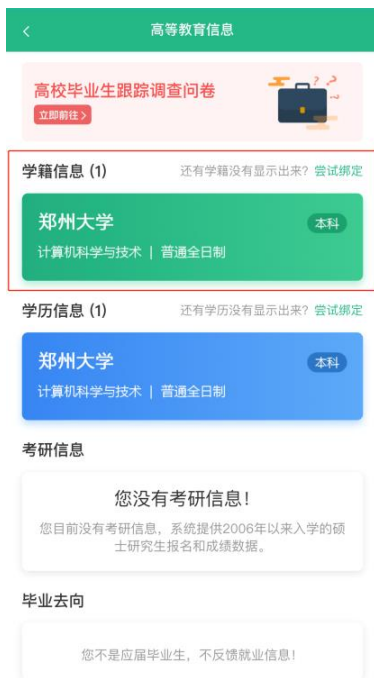 高等教育信息
高校毕业生跟踪调查问卷
立即前往>
学籍信息 (1) 还有学籍没有显示出来? 尝试绑定
郑州大学 本科
计算机科学与技术 | 普通全日制
学历信息 (1) 还有学历没有显示出来? 尝试绑定
郑州大学 本科
计算机科学与技术 | 普通全日制
考研信息
您没有考研信息!
您目前没有考研信息，系统提供2006年以来入学的硕
士研究生报名和成绩数据。
毕业去向
您不是应届毕业生，不反馈就业信息!